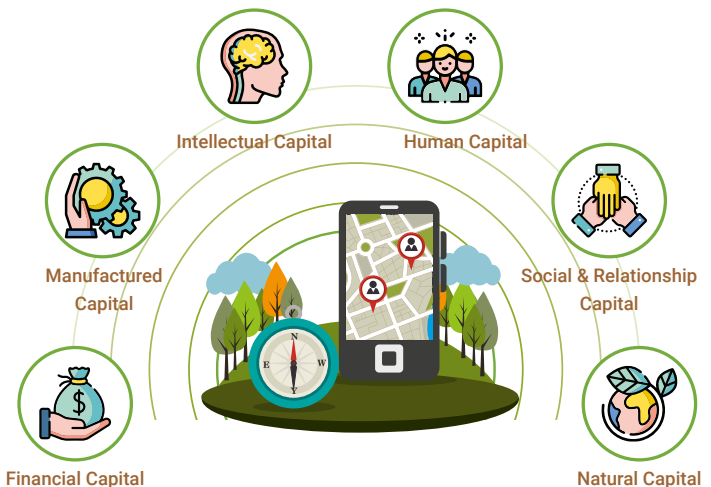 Intellectual Capital
Human Capital
Manufactured
Capital
Social & Relationship
Capital
Financial Capital
Natural Capital
$
N
E
W
Y